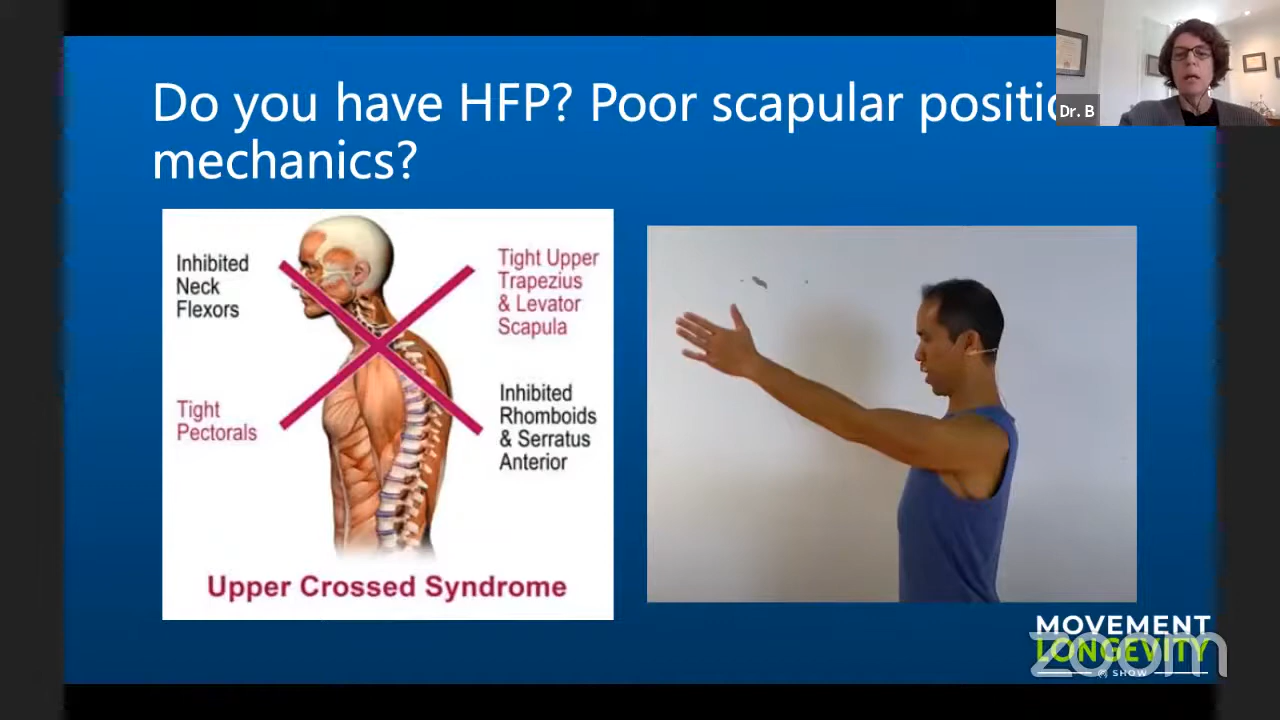 Do you have HFP? Poor scapular positi
mechanics?
Dr. B
Inhibited
Neck
Flexors
Tight Upper
Trapezius
& Levator
Scapula
Tight
Pectorals
Inhibited
Rhomboids
& Serratus
Anterior
Upper Crossed Syndrome
MOVEMENT
LONGEVITY
SHOW
zoom